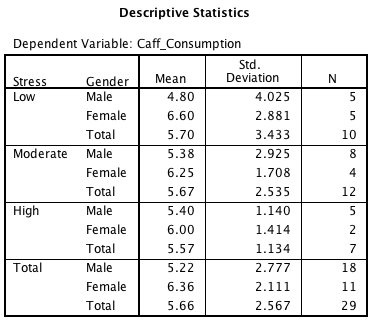 Descriptive Statistics
Dependent Variable: Caff_Consumption
Stress Gender Mean Std. Deviation N
Low Male 4.80 4.025 5
Female 6.60 2.881 5
Total 5.70 3.433 10
Moderate Male 5.38 2.925 8
Female 6.25 1.708 4
Total 5.67 2.535 12
High Male 5.40 1.140 5
Female 6.00 1.414 2
Total 5.57 1.134 7
Total Male 5.22 2.777 18
Female 6.36 2.111 11
Total 5.66 2.567 29